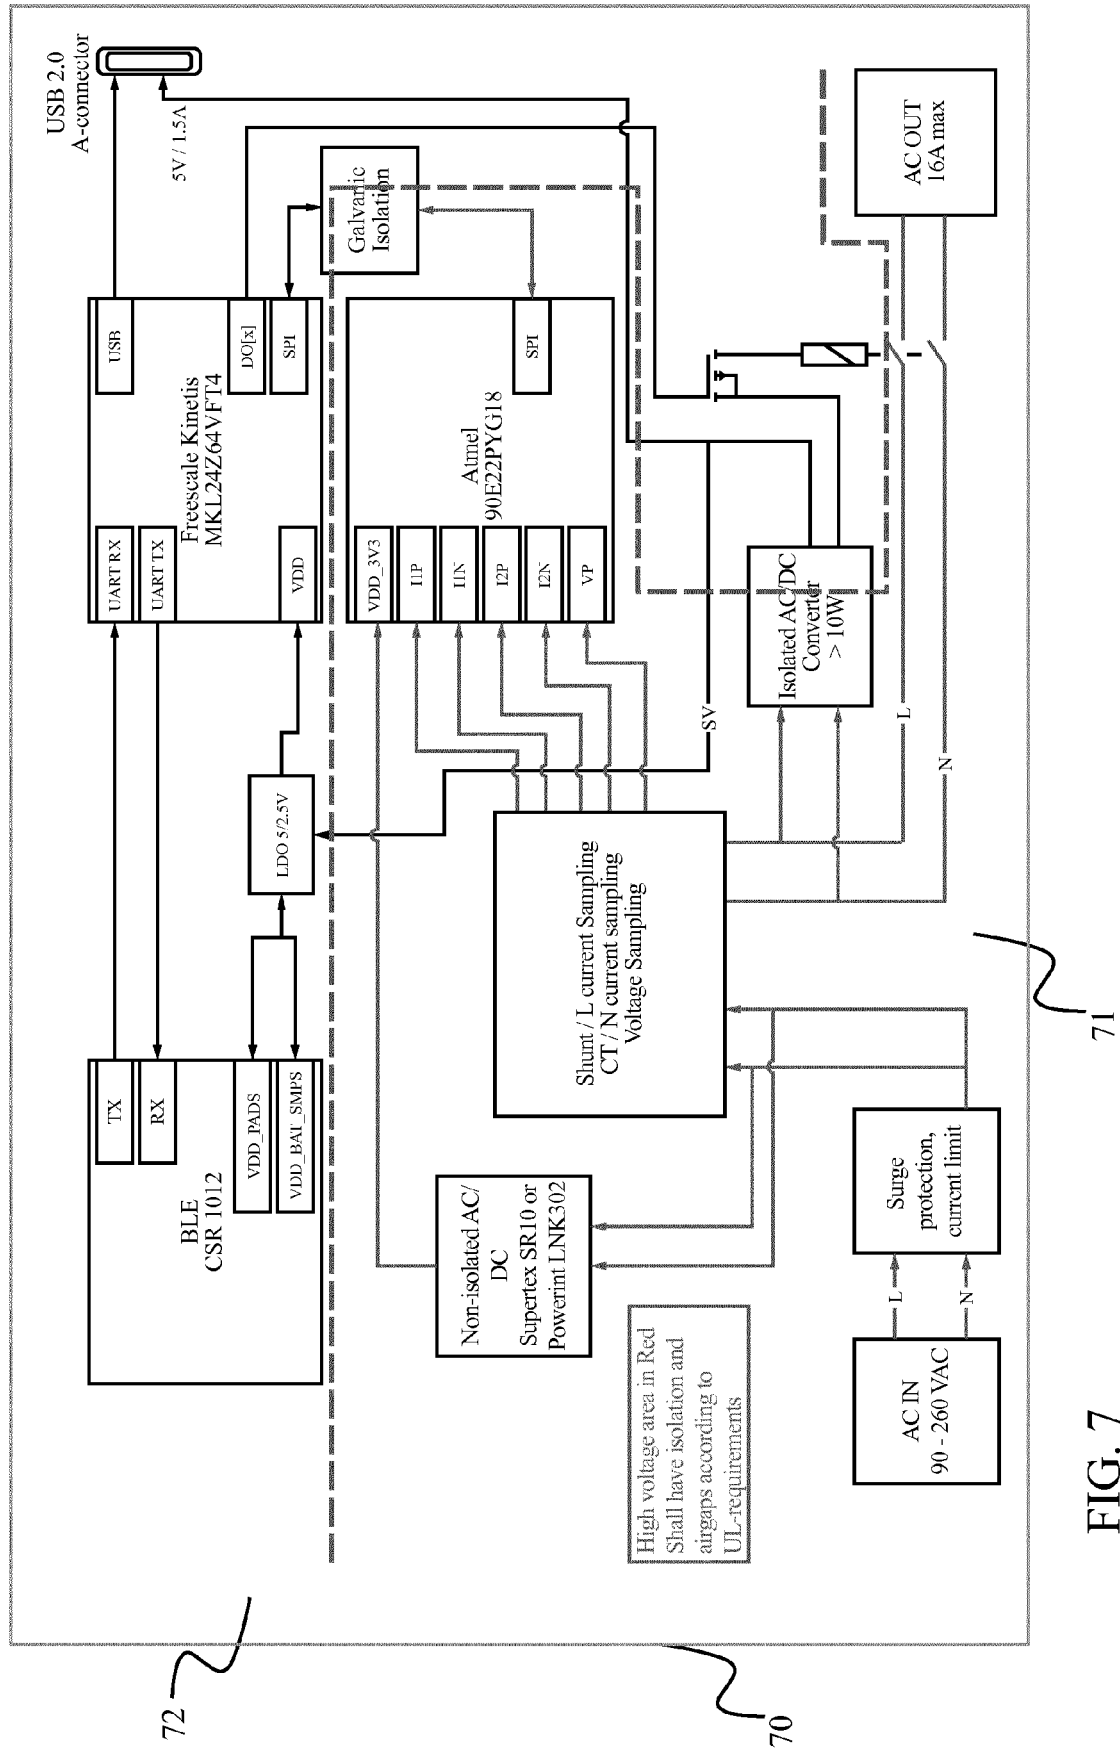 USB 2.0
A-connector
5V / 1.5A
BLE
CSR 1012
TX
RX
VDD_PADS
VDD_BAT_SMPS
LDO 5/2.5V
Freescale Kinetis
MKL24Z64VFT4
UART RX
UART TX
VDD
USB
DO[x]
SPI
Galvanic
Isolation
Atmel
90E22PYG18
VDD_3V3
I1P
I1N
I2P
I2N
VP
SPI
Non-isolated AC/
DC
Supertex SR10 or
Powerint LNK302
Shunt / L current Sampling
CT / N current sampling
Voltage Sampling
5V
Isolated AC/DC
Converter
> 10W
High voltage area in Red
Shall have isolation and
airgaps according to
UL-requirements
AC IN
90 - 260 VAC
L
N
Surge
protection,
current limit
L
N
AC OUT
16A max
72
70
71
FIG. 7